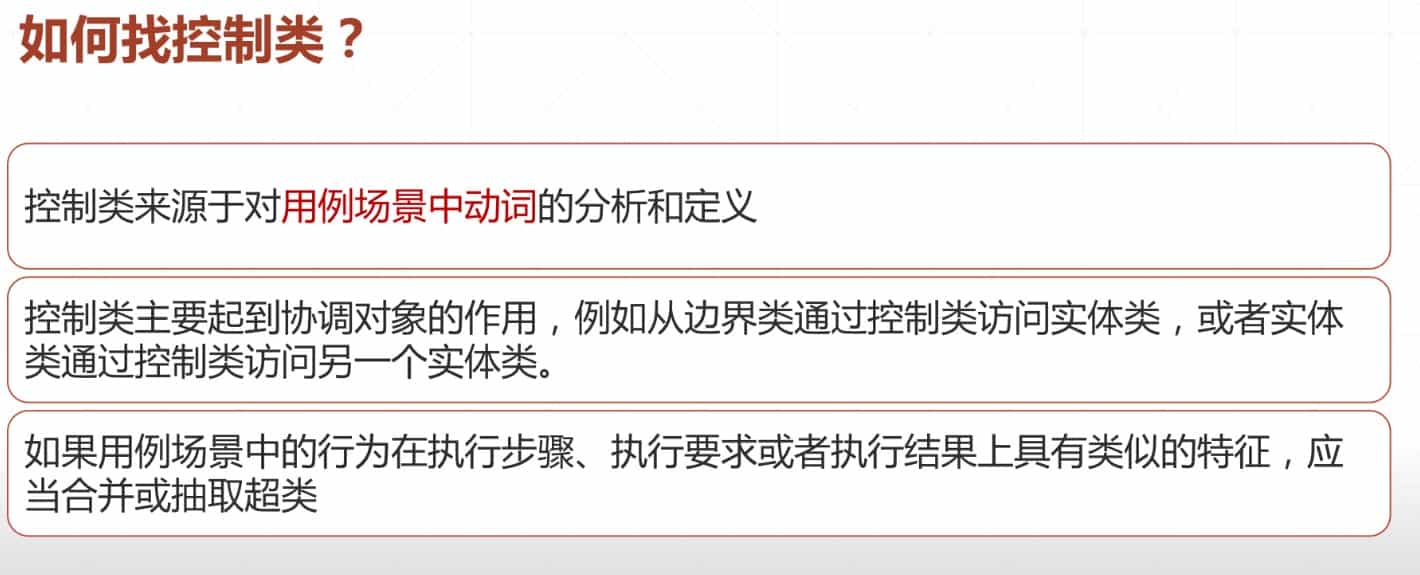 如何找控制类？
控制类来源于对用例场景中动词的分析和定义
控制类主要起到协调对象的作用，例如从边界类通过控制类访问实体类，或者实体
类通过控制类访问另一个实体类。
如果用例场景中的行为在执行步骤、执行要求或者执行结果上具有类似的特征，应
当合并或抽取超类